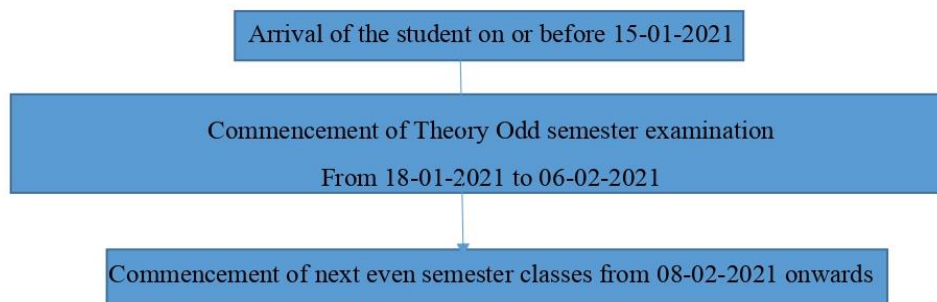 Arrival of the student on or before 15-01-2021
Commencement of Theory Odd semester examination
From 18-01-2021 to 06-02-2021
Commencement of next even semester classes from 08-02-2021 onwards